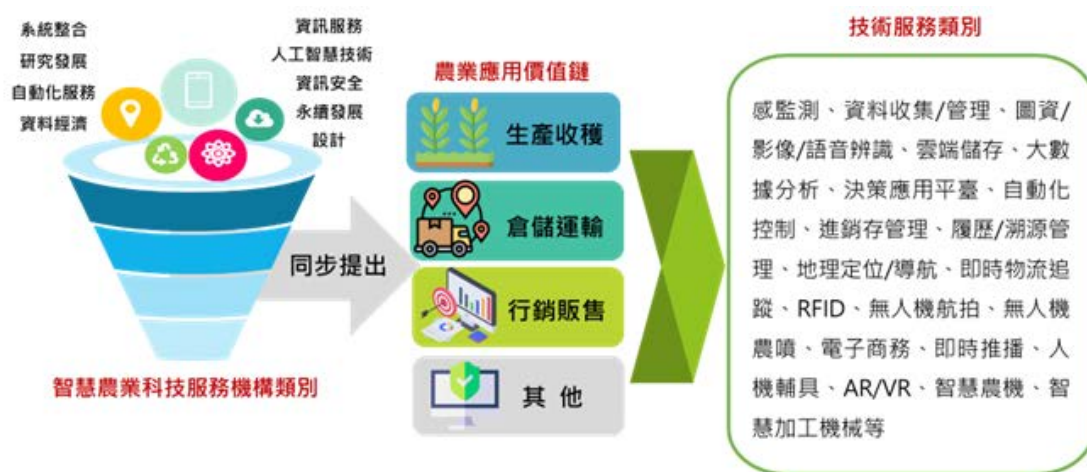 系統整合
研究發展
自動化服務
資料經濟
資訊服務
人工智慧技術
資訊安全
永續發展
設計
智慧農業科技服務機構類別
同步提出
農業應用價值鏈
生產收穫
倉儲運輸
行銷販售
其他
技術服務類別
感監測、資料收集/管理、圖資/
影像/語音辨識、雲端儲存、大數
據分析、決策應用平臺、自動化
控制、進銷存管理、履歷/溯源管
理、地理定位/導航、即時物流追
蹤、RFID、無人機航拍、無人機
農噴、電子商務、即時推播、人
機輔具、AR/VR、智慧農機、智
慧加工機械等